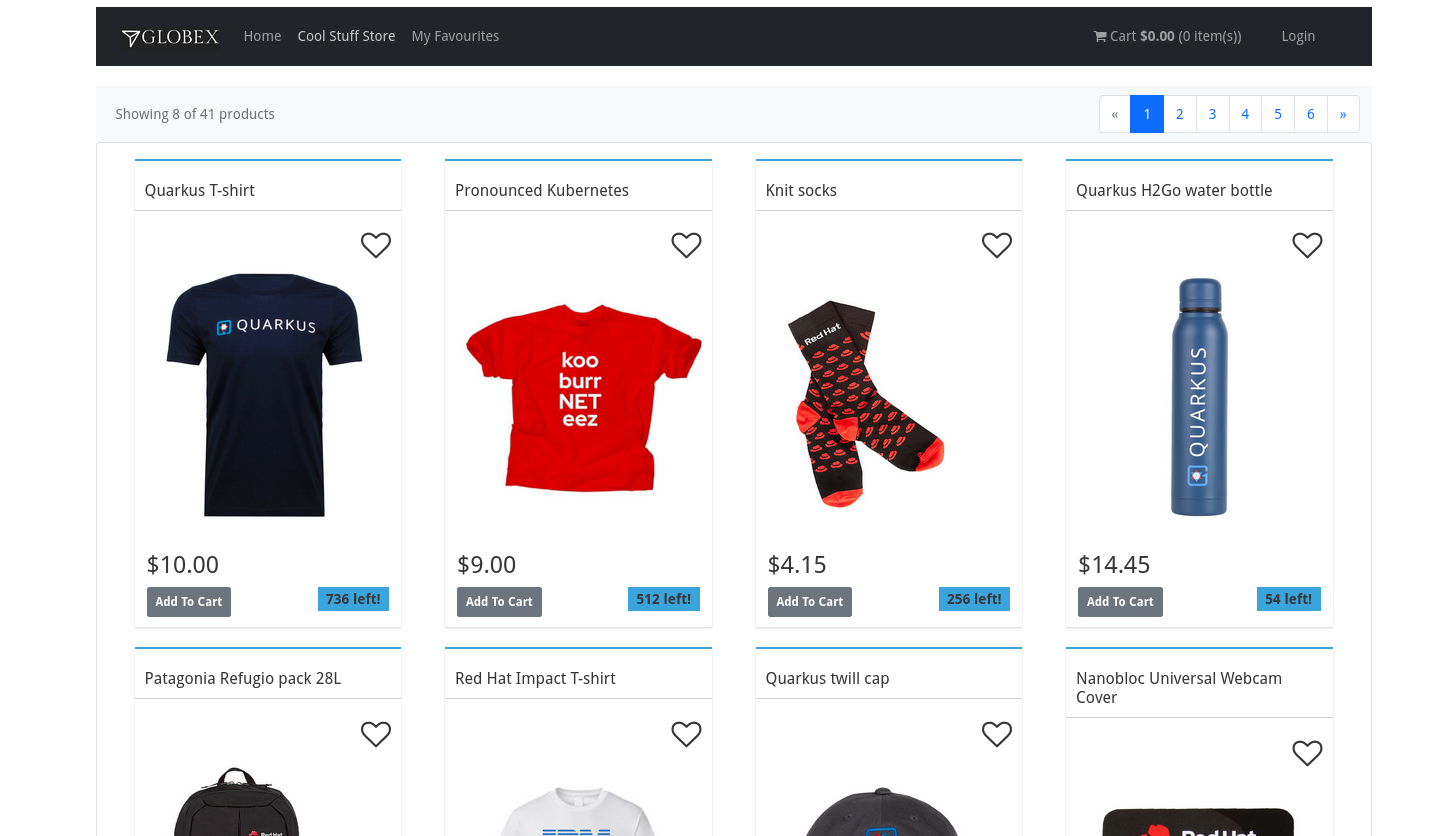 GLOBEX Home Cool Stuff Store My Favourites Cart $0.00 (0 item(s)) Login
Showing 8 of 41 products
« 1 2 3 4 5 6 »
Quarkus T-shirt
QUARKUS
$10.00
Add To Cart
736 left!
Pronounced Kubernetes
koo
burr
NET
eez
$9.00
Add To Cart
512 left!
Knit socks
Red Hat
$4.15
Add To Cart
256 left!
Quarkus H2Go water bottle
QUARKUS
$14.45
Add To Cart
54 left!
Patagonia Refugio pack 28L
Red Hat
Red Hat Impact T-shirt
Quarkus twill cap
Nanobloc Universal Webcam
Cover
Red Hat